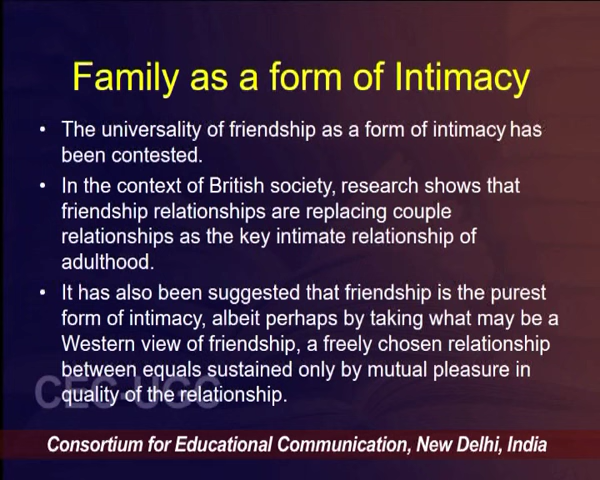 Family as a form of Intimacy
• The universality of friendship as a form of intimacy has
been contested.
• In the context of British society, research shows that
friendship relationships are replacing couple
relationships as the key intimate relationship of
adulthood.
• It has also been suggested that friendship is the purest
form of intimacy, albeit perhaps by taking what may be a
Western view of friendship, a freely chosen relationship
between equals sustained only by mutual pleasure in
quality of the relationship.
CEC-UGC
Consortium for Educational Communication, New Delhi, India